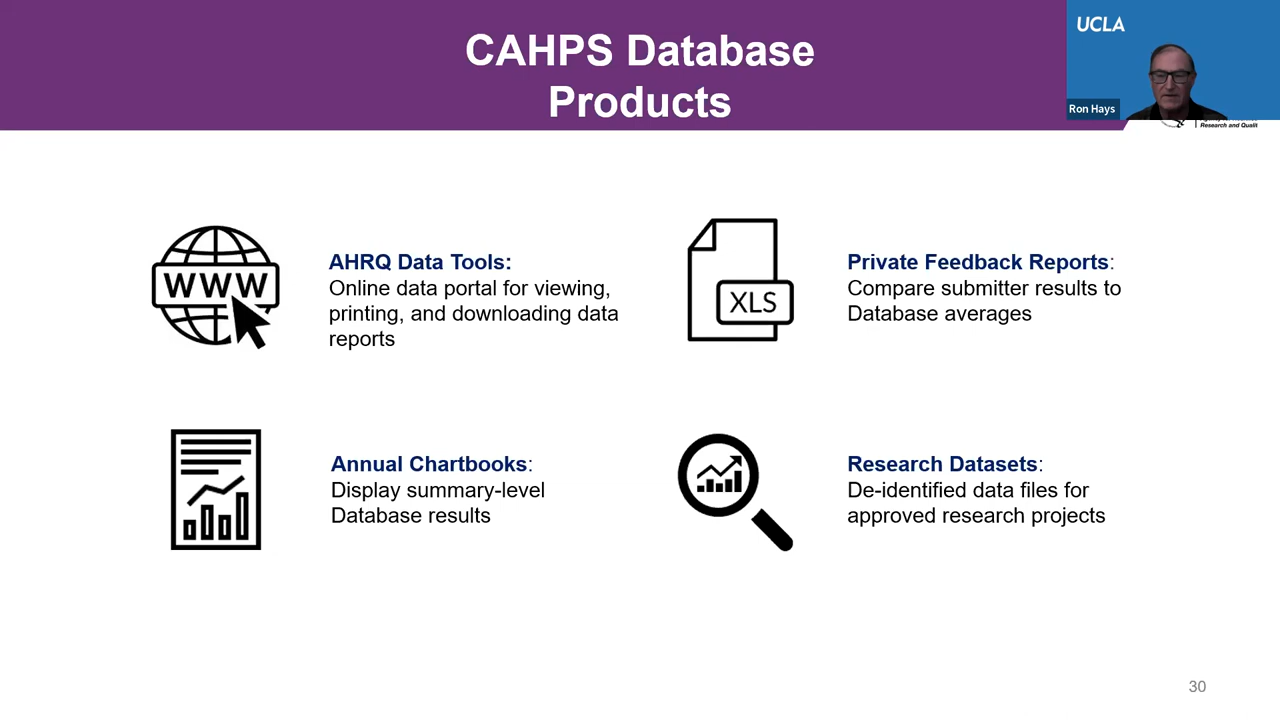 CAHPS Database
Products
UCLA
Ron Hays
Research and Qualit
WWW
AHRQ Data Tools:
Online data portal for viewing,
printing, and downloading data
reports
XLS
Private Feedback Reports:
Compare submitter results to
Database averages
Annual Chartbooks:
Display summary-level
Database results
Research Datasets:
De-identified data files for
approved research projects
30